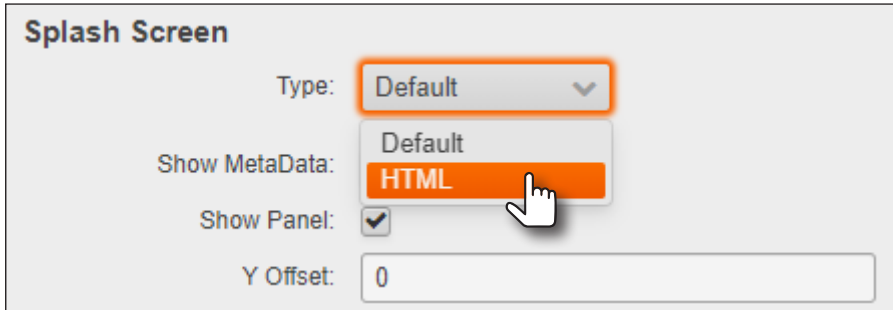 Splash Screen
Type: Default
Default
Show MetaData:
HTML
Show Panel:
Y Offset: 0